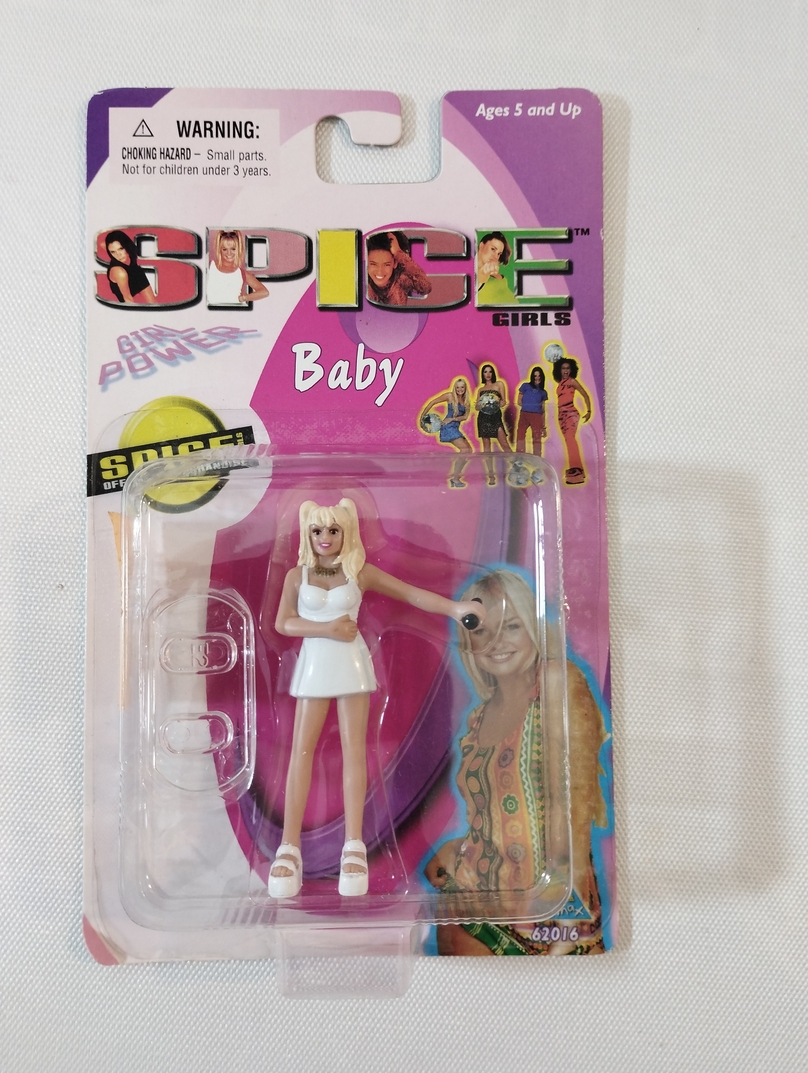 WARNING:
CHOKING HAZARD – Small parts.
Not for children under 3 years.
Ages 5 and Up
SPICE™
GIRLS
GIRL
POWER
Baby
SPICE
62016